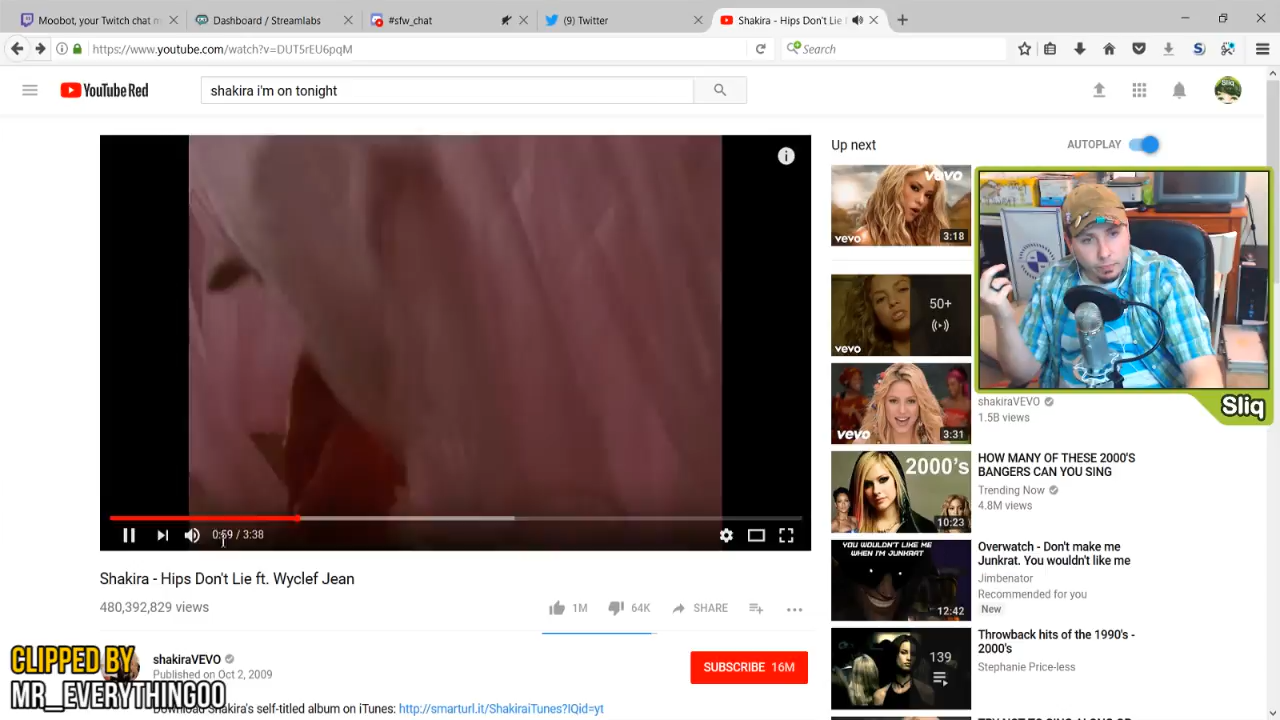 Moobot, your Twitch chat m
Dashboard / Streamlabs
#sfw_chat
(9) Twitter
Shakira - Hips Don't Lie f
https://www.youtube.com/watch?v=DUT5rEU6pqM
Search
YouTube Red
shakira i'm on tonight
Up next
AUTOPLAY
vevo
vevo
3:18
50+
vevo
vevo
3:31
shakiraVEVO
1.5B views
Sliq
2000's
10:23
HOW MANY OF THESE 2000'S
BANGERS CAN YOU SING
Trending Now
4.8M views
YOU WOULDN'T LIKE ME
WHEN I'M JUNKRAT
12:42
Overwatch - Don't make me
Junkrat. You wouldn't like me
Jimbenator
Recommended for you
New
139
Throwback hits of the 1990's -
2000's
Stephanie Price-less
0:59 / 3:38
Shakira - Hips Don't Lie ft. Wyclef Jean
480,392,829 views
1M
64K
SHARE
shakiraVEVO
Published on Oct 2, 2009
SUBSCRIBE 16M
CLIPPED BY
MR_EVERYTHINGOO
Download Shakira's self-titled album on iTunes: http://smarturl.it/ShakiraiTunes?IQid=yt